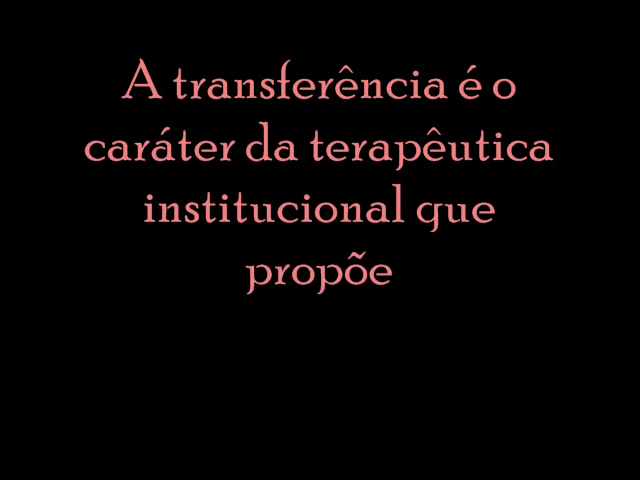 A transferência é o
caráter da terapêutica
institucional que
propõe